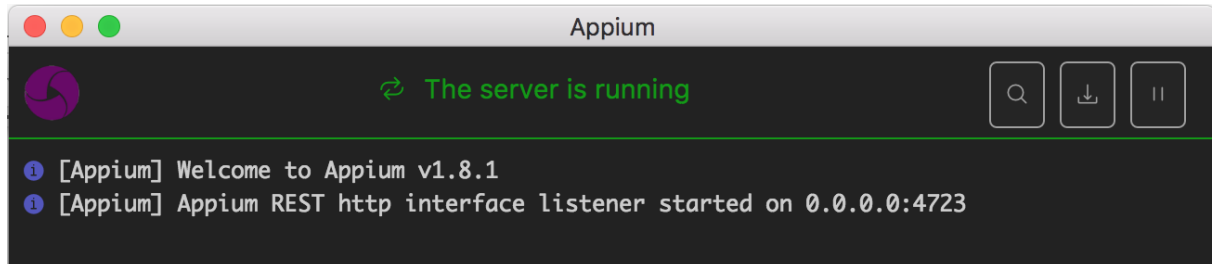 Appium
The server is running
[Appium] Welcome to Appium v1.8.1
[Appium] Appium REST http interface listener started on 0.0.0.0:4723